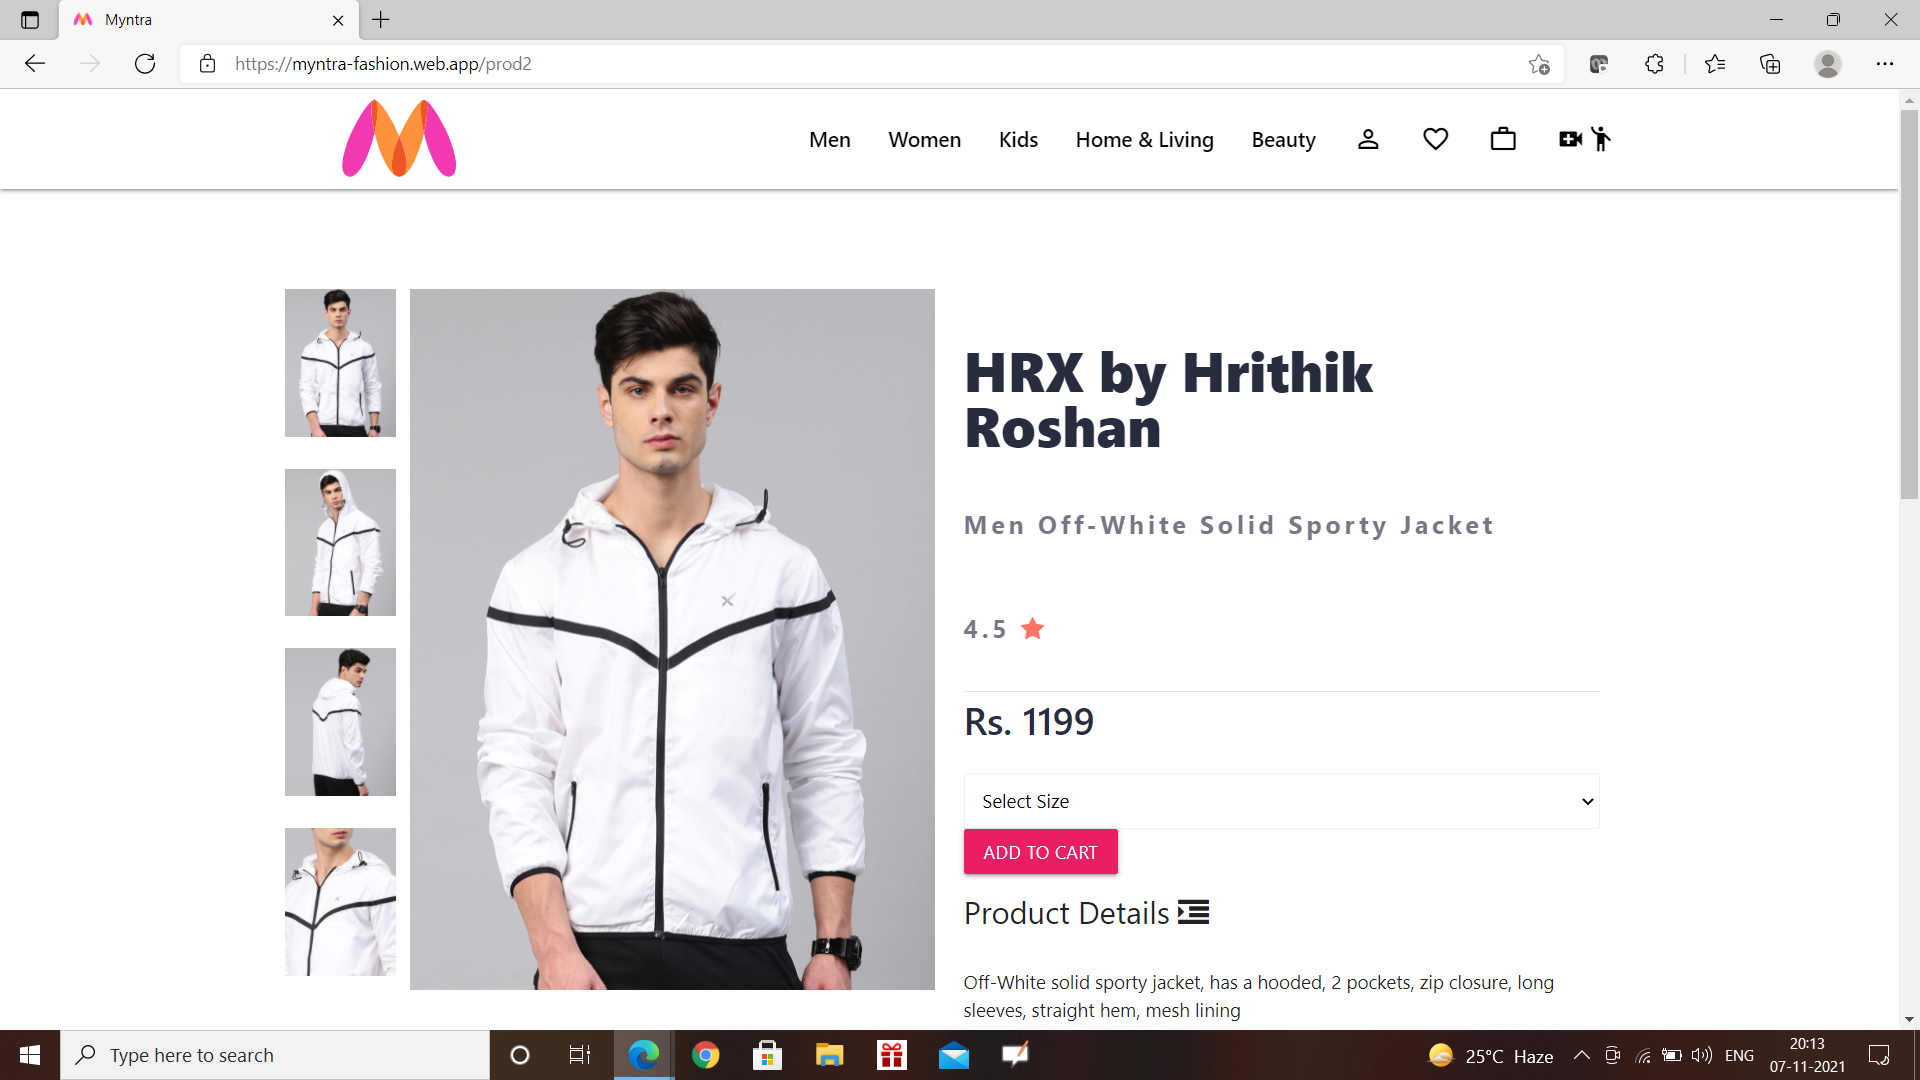 Myntra
https://myntra-fashion.web.app/prod2
Men Women Kids Home & Living Beauty
HRX by Hrithik
Roshan
Men Off-White Solid Sporty Jacket
4.5
Rs. 1199
Select Size
ADD TO CART
Product Details
Off-White solid sporty jacket, has a hooded, 2 pockets, zip closure, long
sleeves, straight hem, mesh lining
Type here to search
25°C Haze
ENG
20:13
07-11-2021